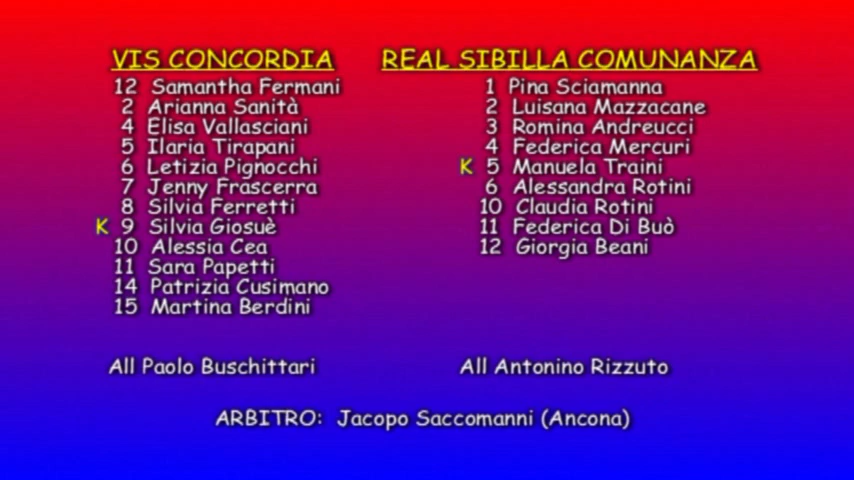 VIS CONCORDIA
12 Samantha Fermani
2 Arianna Sanità
4 Elisa Vallasciani
5 Ilaria Tirapani
6 Letizia Pignocchi
7 Jenny Frascerra
8 Silvia Ferretti
K 9 Silvia Giosuè
10 Alessia Cea
11 Sara Papetti
14 Patrizia Cusimano
15 Martina Berdini
All Paolo Buschittari
REAL SIBILLA COMUNANZA
1 Pina Sciamanna
2 Luisana Mazzacane
3 Romina Andreucci
4 Federica Mercuri
K 5 Manuela Traini
6 Alessandra Rotini
10 Claudia Rotini
11 Federica Di Buò
12 Giorgia Beani
All Antonino Rizzuto
ARBITRO: Jacopo Saccomanni (Ancona)